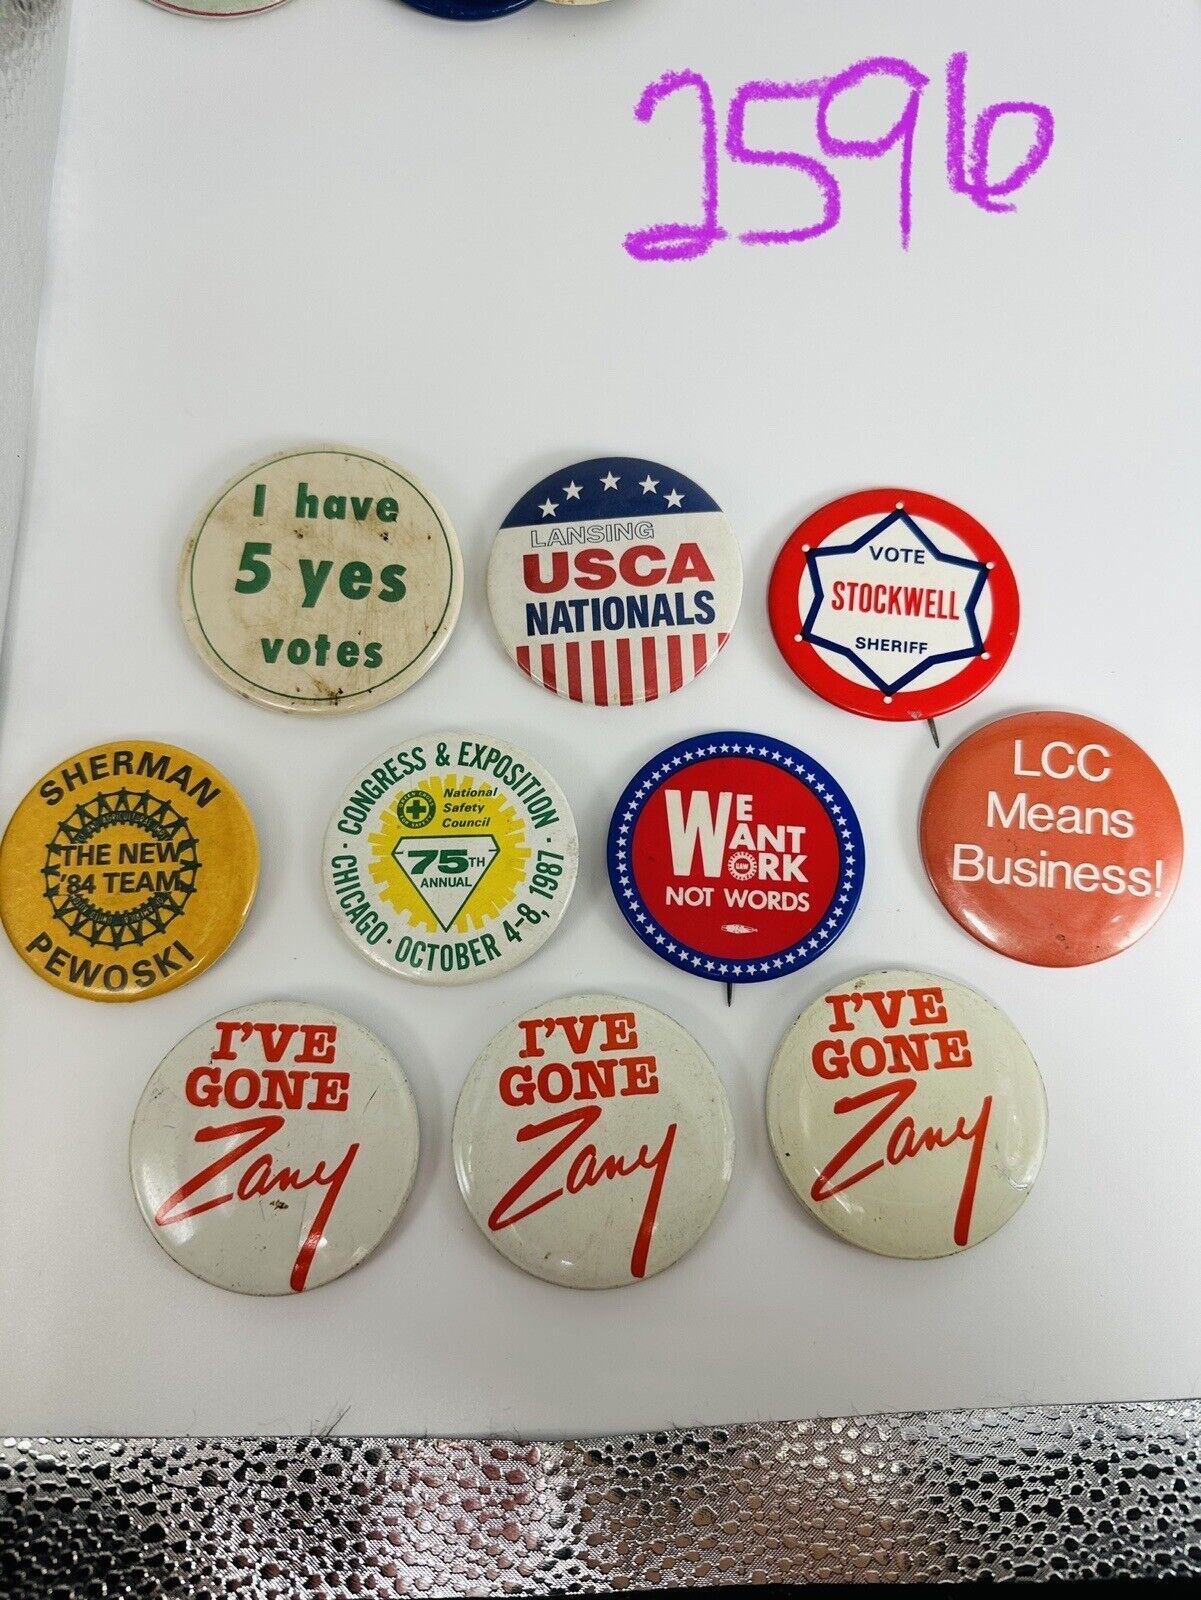 2596
I have
5 yes
votes
LANSING
USCA
NATIONALS
VOTE
STOCKWELL
SHERIFF
SHERMAN
THE NEW
'84 TEAM
PEWOSKI
CONGRESS & EXPOSITION
National
Safety
Council
75TH
ANNUAL
CHICAGO · OCTOBER 4-8, 1987
WE
WANT
WORK
UAW
NOT WORDS
LCC
Means
Business!
I'VE
GONE
Zany
I'VE
GONE
Zany
I'VE
GONE
Zany